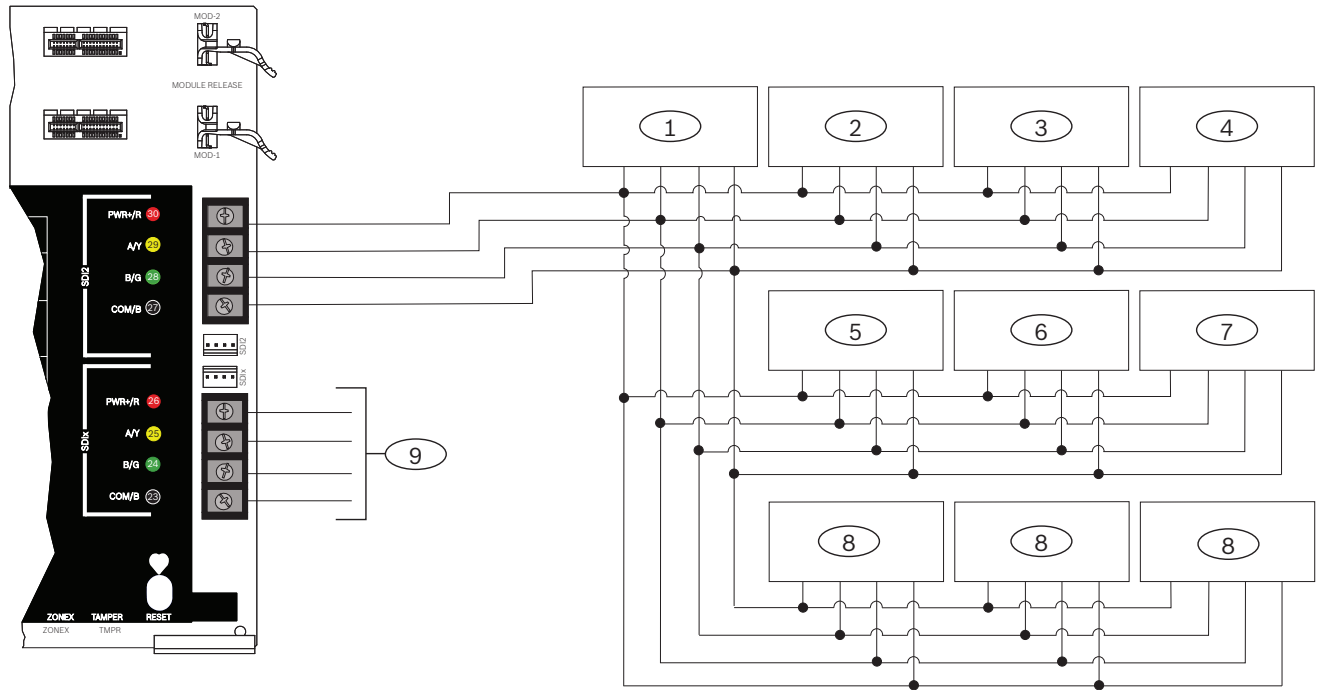 MOD-2
MODULE RELEASE
MOD-1
SDI2
PWR+/R 30
A/Y 29
B/G 28
COM/B 27
SDI2
SDIx
SDIx
PWR+/R 26
A/Y 25
B/G 24
COM/B 23
ZONEX TAMPER RESET
ZONEX TMPR
1 2 3 4
5 6 7
8 8 8
9